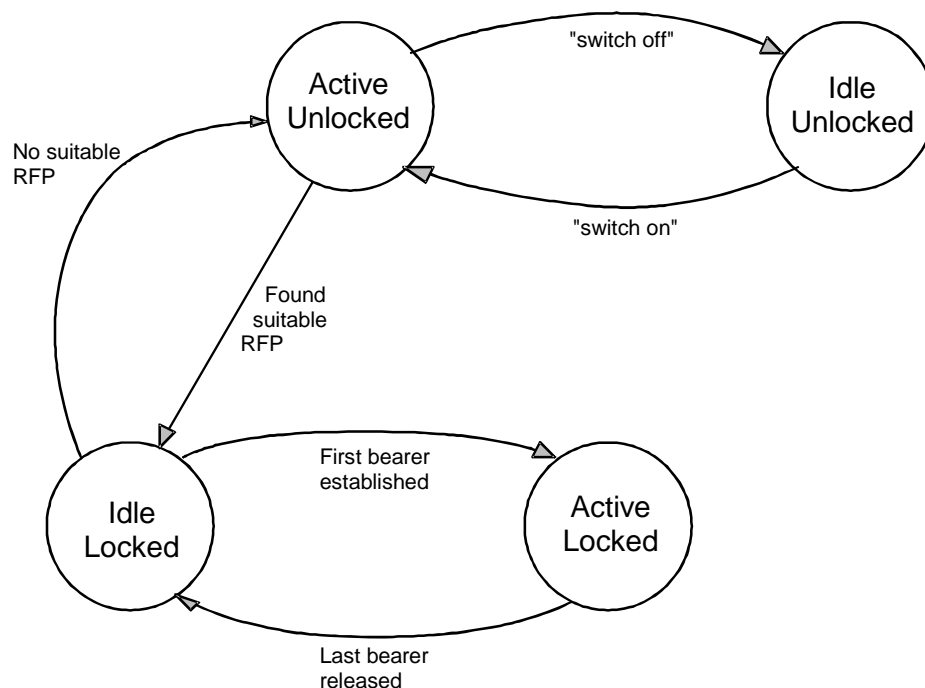 "switch off"
Active
Unlocked
Idle
Unlocked
No suitable
RFP
"switch on"
Found
suitable
RFP
First bearer
established
Idle
Locked
Active
Locked
Last bearer
released